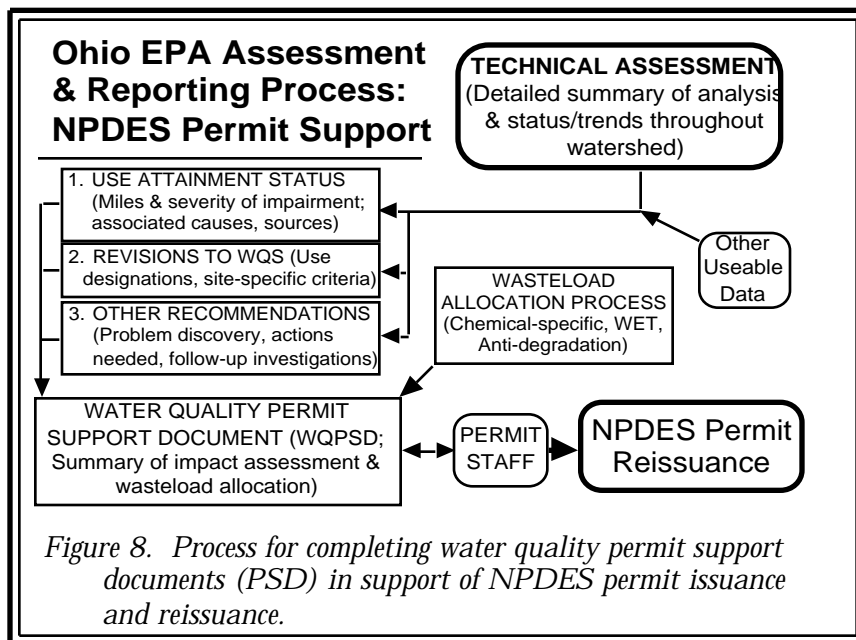 Ohio EPA Assessment
& Reporting Process:
NPDES Permit Support
TECHNICAL ASSESSMENT
(Detailed summary of analysis
& status/trends throughout
watershed)
1. USE ATTAINMENT STATUS
(Miles & severity of impairment;
associated causes, sources)
2. REVISIONS TO WQS (Use
designations, site-specific criteria)
3. OTHER RECOMMENDATIONS
(Problem discovery, actions
needed, follow-up investigations)
Other
Useable
Data
WASTELOAD
ALLOCATION PROCESS
(Chemical-specific, WET,
Anti-degradation)
WATER QUALITY PERMIT
SUPPORT DOCUMENT (WQPSD;
Summary of impact assessment &
wasteload allocation)
PERMIT
STAFF
NPDES Permit
Reissuance
Figure 8. Process for completing water quality permit support
documents (PSD) in support of NPDES permit issuance
and reissuance.